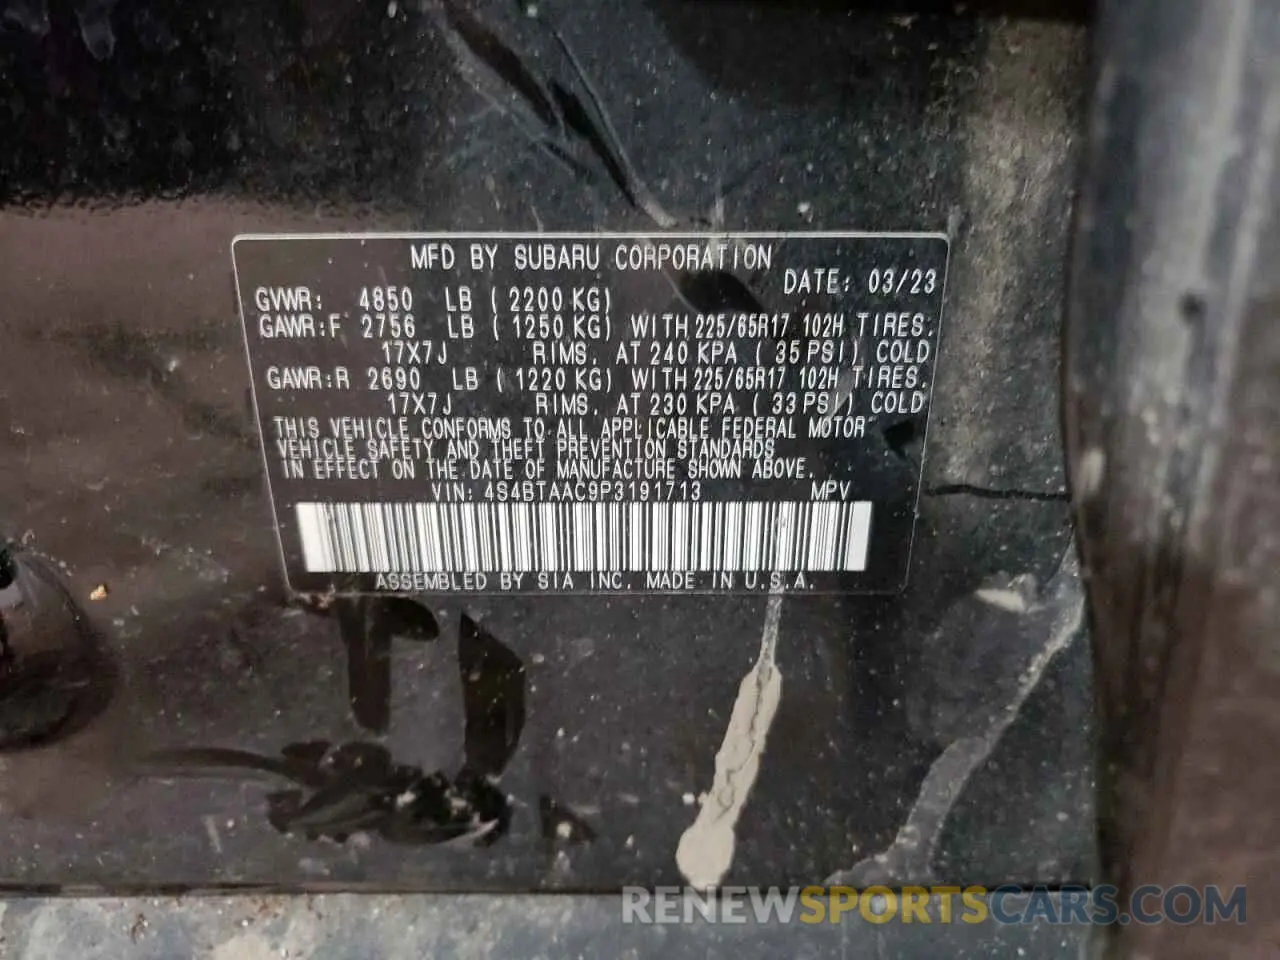 MFD BY SUBARU CORPORATION
DATE: 03/23
GVWR: 4850 LB ( 2200 KG)
GAWR:F 2756 LB ( 1250 KG) WITH 225/65R17 102H TIRES.
17X7J RIMS. AT 240 KPA ( 35 PSI) COLD
GAWR:R 2690 LB ( 1220 KG) WITH 225/65R17 102H TIRES.
17X7J RIMS. AT 230 KPA ( 33 PSI) COLD
THIS VEHICLE CONFORMS TO ALL APPLICABLE FEDERAL MOTOR
VEHICLE SAFETY AND THEFT PREVENTION STANDARDS
IN EFFECT ON THE DATE OF MANUFACTURE SHOWN ABOVE.
VIN: 4S4BTAAC9P3191713 MPV
ASSEMBLED BY SIA INC. MADE IN U.S.A.
RENEWSPORTSCARS.COM